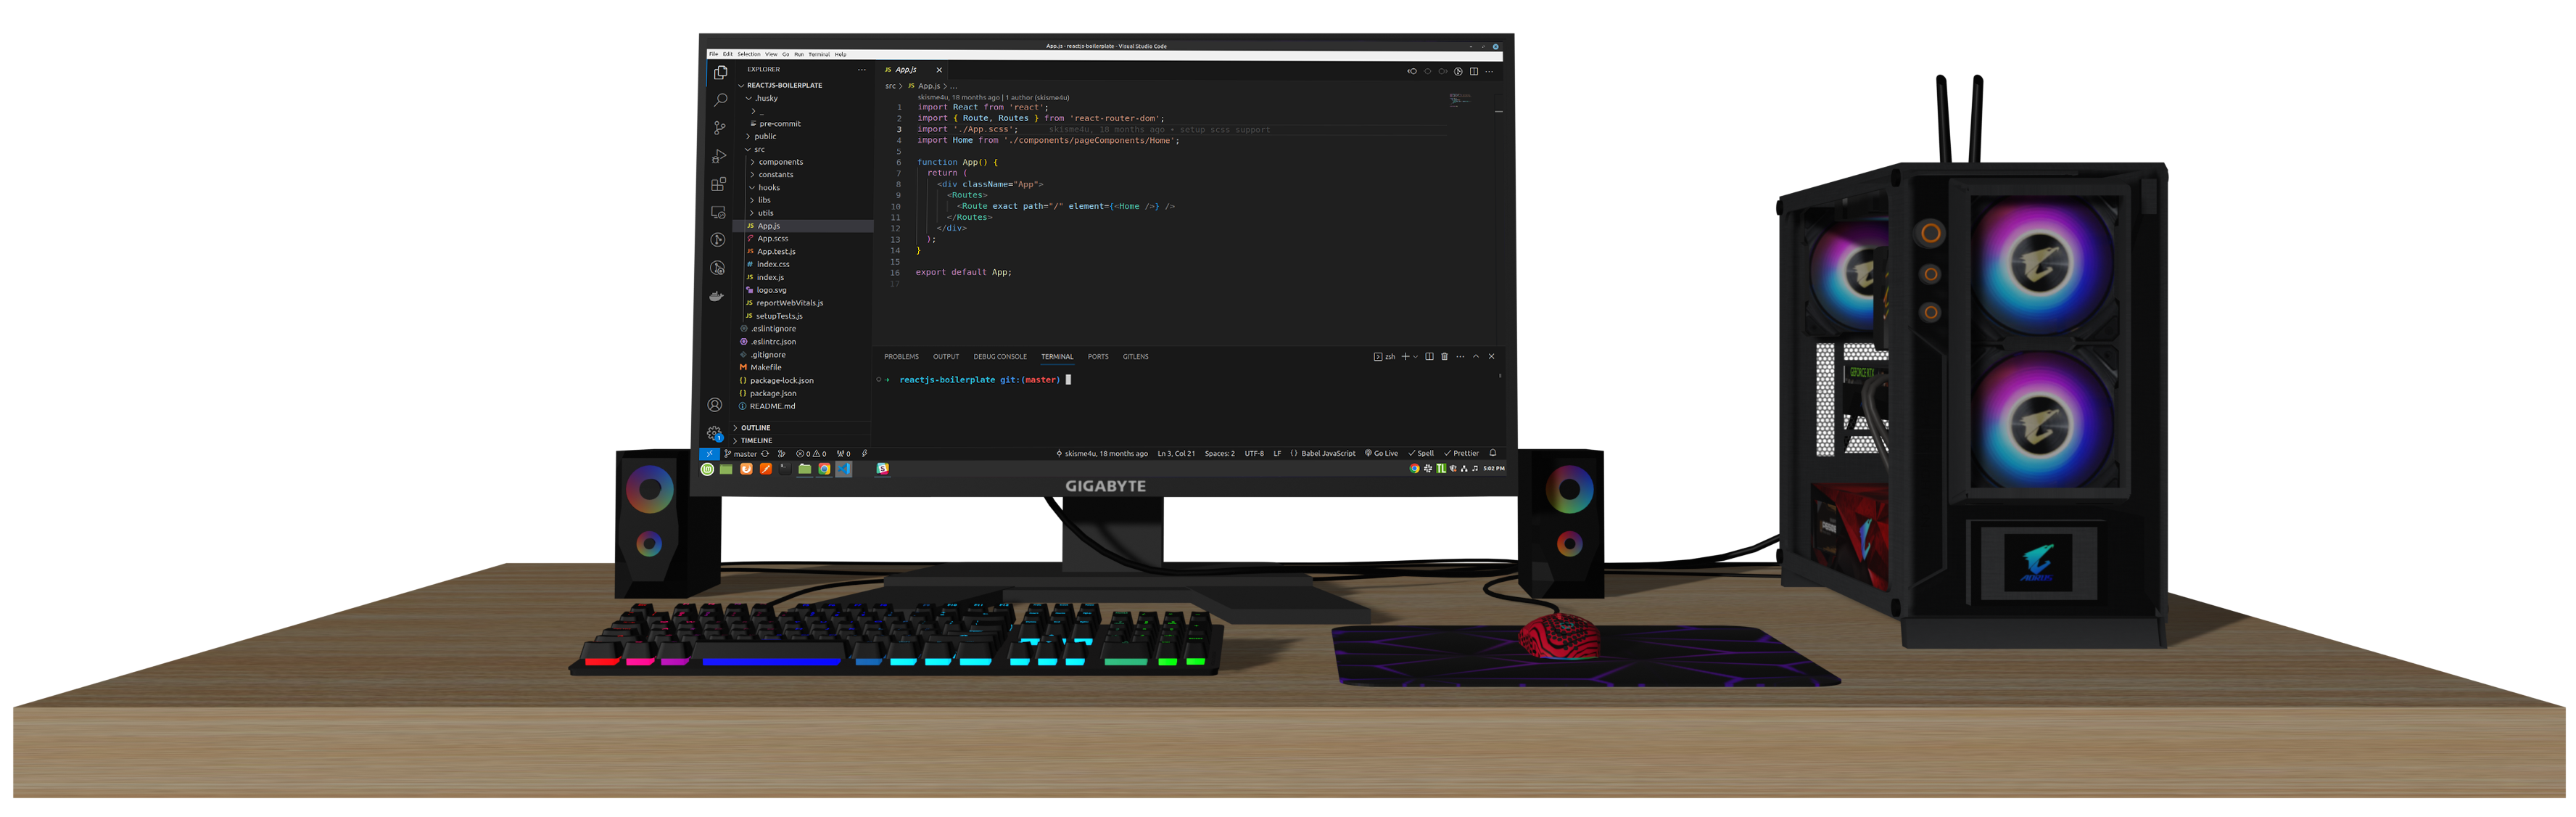 App.js - reactjs-boilerplate - Visual Studio Code
File Edit Selection View Go Run Terminal Help
EXPLORER
REACTJS-BOILERPLATE
.husky
_
pre-commit
public
src
components
constants
hooks
libs
utils
App.js
App.scss
App.test.js
index.css
index.js
logo.svg
reportWebVitals.js
setupTests.js
.eslintignore
.eslintrc.json
.gitignore
Makefile
package-lock.json
package.json
README.md
OUTLINE
TIMELINE
JS App.js
src > JS App.js > ...
skisme4u, 18 months ago | 1 author (skisme4u)
1 import React from 'react';
2 import { Route, Routes } from 'react-router-dom';
3 import './App.scss'; skisme4u, 18 months ago • setup scss support
4 import Home from './components/pageComponents/Home';
5
6 function App() {
7 return (
8 <div className="App">
9 <Routes>
10 <Route exact path="/" element={<Home />} />
11 </Routes>
12 </div>
13 );
14 }
15
16 export default App;
17
PROBLEMS OUTPUT DEBUG CONSOLE TERMINAL PORTS GITLENS
zsh
reactjs-boilerplate git:(master)
master 0 0 0
skisme4u, 18 months ago Ln 3, Col 21 Spaces: 2 UTF-8 LF {} Babel JavaScript Go Live Spell Prettier
TL 5:02 PM
GIGABYTE
GEFORCE RTX
AORUS